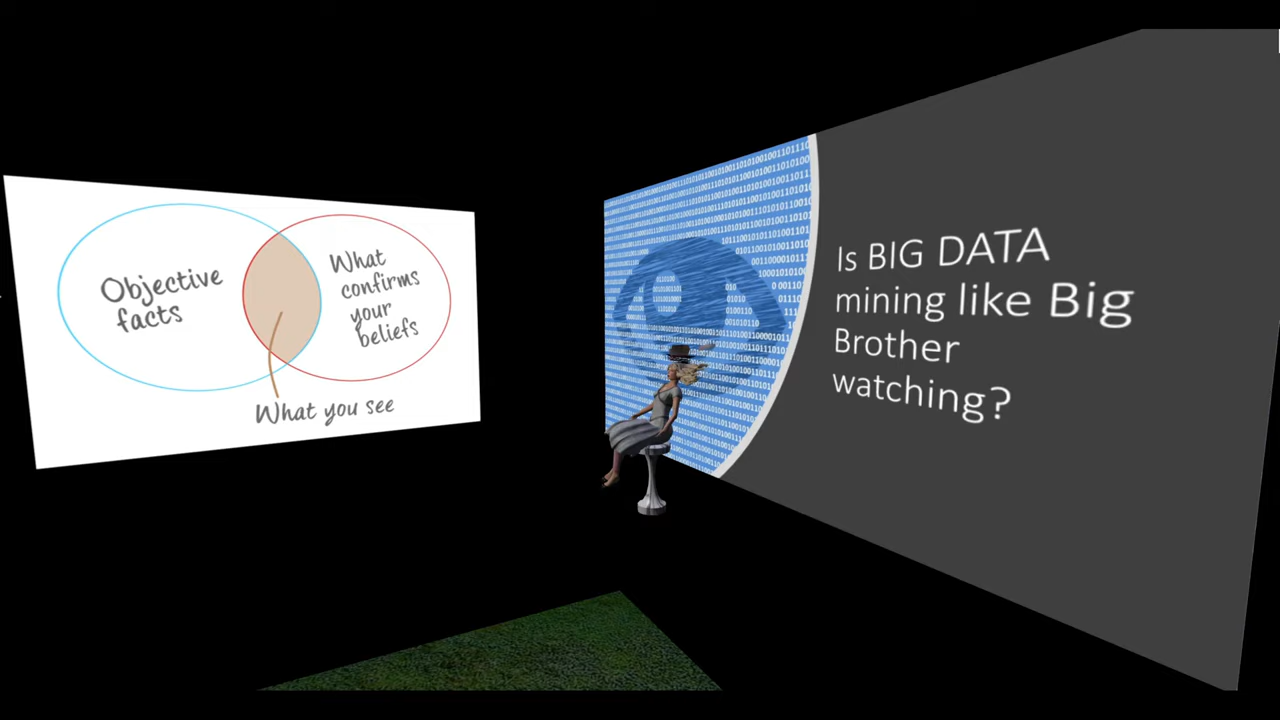 Objective
facts
What
confirms
your
beliefs
What you see
Is BIG DATA
mining like Big
Brother
watching?